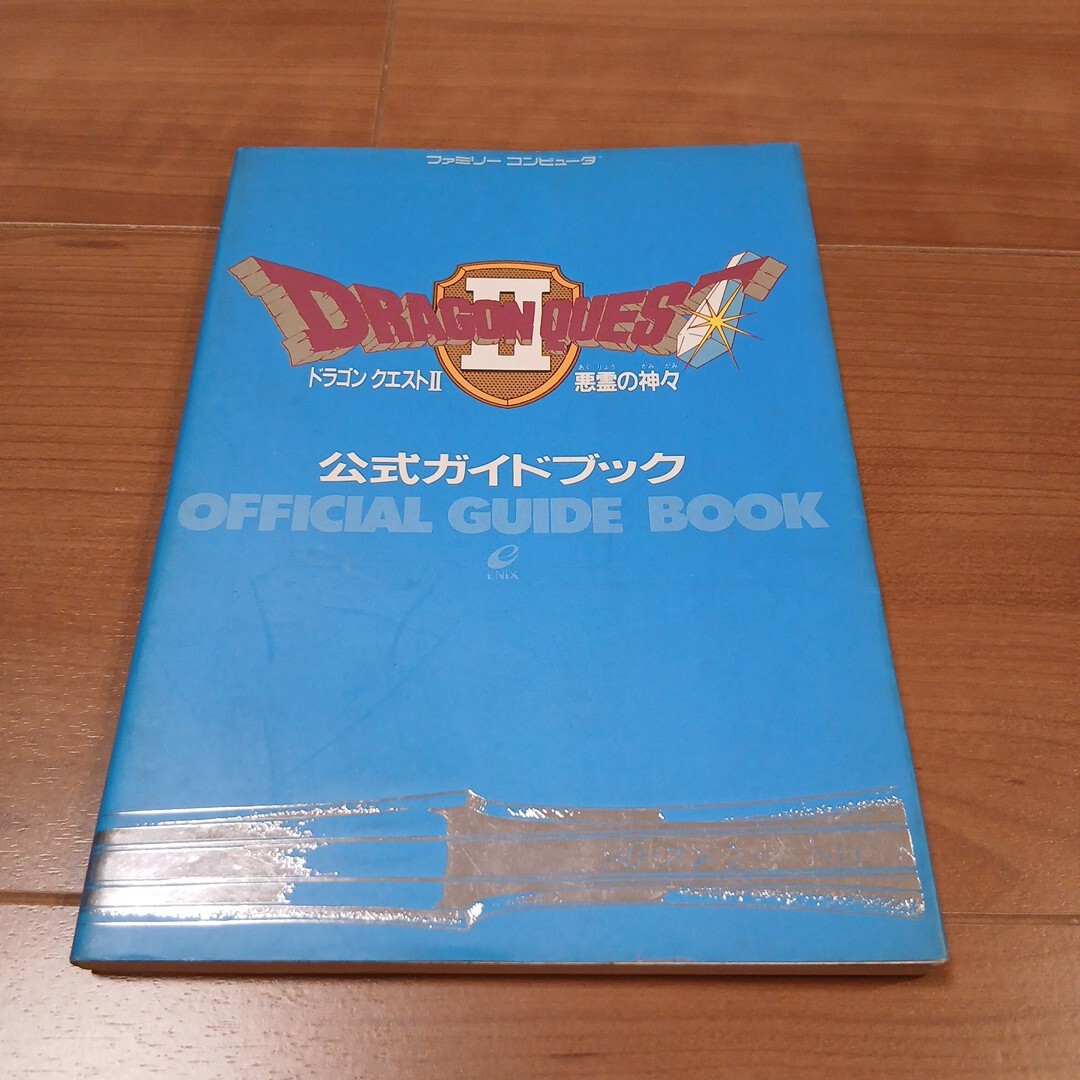 ファミリー コンピュータ
DRAGON QUEST
II
ドラゴン クエストII
あくりょう かみがみ
悪霊の神々
公式ガイドブック
OFFICIAL GUIDE BOOK
e
ENIX